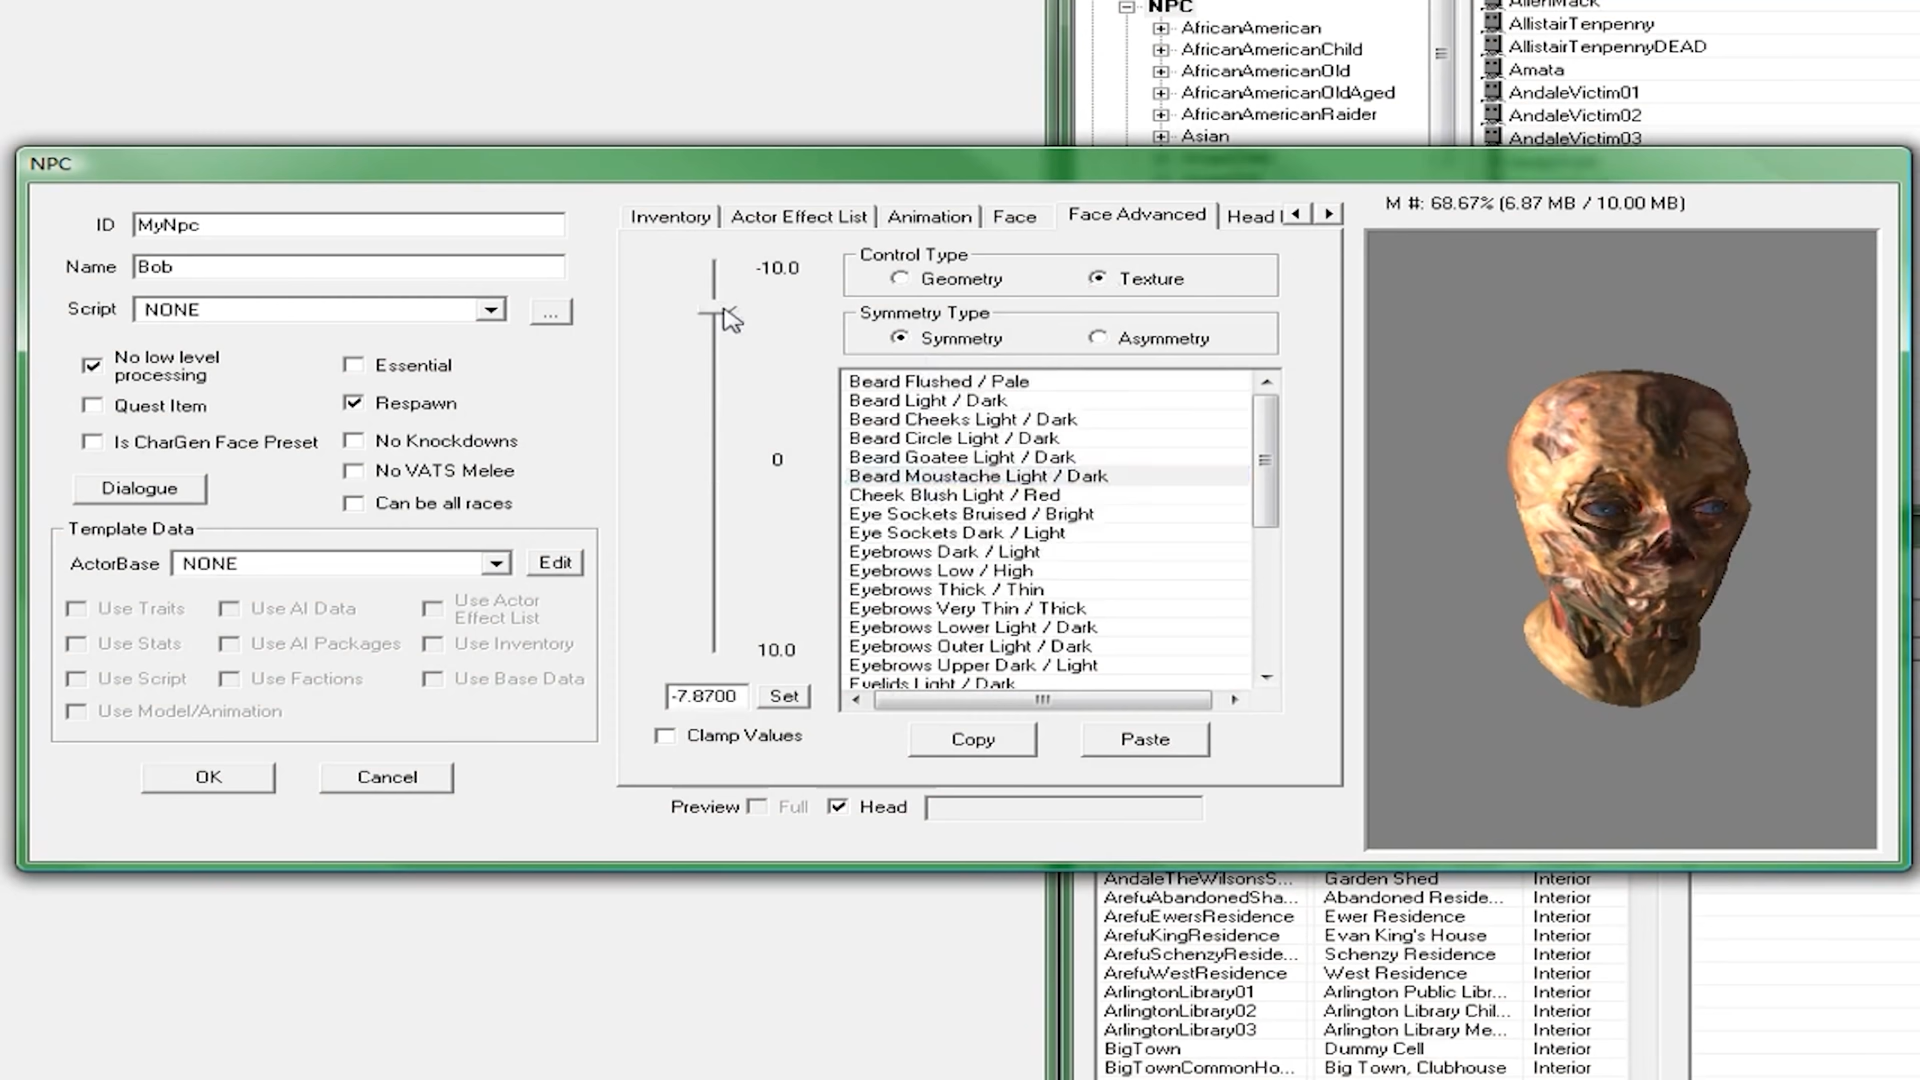 NPC
AfricanAmerican
AfricanAmericanChild
AfricanAmericanOld
AfricanAmericanOldAged
AfricanAmericanRaider
Asian
AllenMack
AllistairTenpenny
AllistairTenpennyDEAD
Amata
AndaleVictim01
AndaleVictim02
AndaleVictim03
NPC
ID MyNpc
Name Bob
Script NONE ...
No low level
processing
Essential
Quest Item
Respawn
Is CharGen Face Preset
No Knockdowns
No VATS Melee
Dialogue
Can be all races
Template Data
ActorBase NONE Edit
Use Traits Use AI Data Use Actor
Effect List
Use Stats Use AI Packages Use Inventory
Use Script Use Factions Use Base Data
Use Model/Animation
OK Cancel
Inventory Actor Effect List Animation Face Face Advanced Head
-10.0
0
10.0
-7.8700 Set
Clamp Values
Control Type
Geometry Texture
Symmetry Type
Symmetry Asymmetry
Beard Flushed / Pale
Beard Light / Dark
Beard Cheeks Light / Dark
Beard Circle Light / Dark
Beard Goatee Light / Dark
Beard Moustache Light / Dark
Cheek Blush Light / Red
Eye Sockets Bruised / Bright
Eye Sockets Dark / Light
Eyebrows Dark / Light
Eyebrows Low / High
Eyebrows Thick / Thin
Eyebrows Very Thin / Thick
Eyebrows Lower Light / Dark
Eyebrows Outer Light / Dark
Eyebrows Upper Dark / Light
Eyelids Light / Dark
Copy Paste
Preview Full Head
M #: 68.67% (6.87 MB / 10.00 MB)
AndaleTheWilsonsS... Garden Shed Interior
ArefuAbandonedSha... Abandoned Reside... Interior
ArefuEwersResidence Ewer Residence Interior
ArefuKingResidence Evan King's House Interior
ArefuSchenzyReside... Schenzy Residence Interior
ArefuWestResidence West Residence Interior
ArlingtonLibrary01 Arlington Public Libr... Interior
ArlingtonLibrary02 Arlington Library Chil... Interior
ArlingtonLibrary03 Arlington Library Me... Interior
BigTown Dummy Cell Interior
BigTownCommonHo... Big Town, Clubhouse Interior